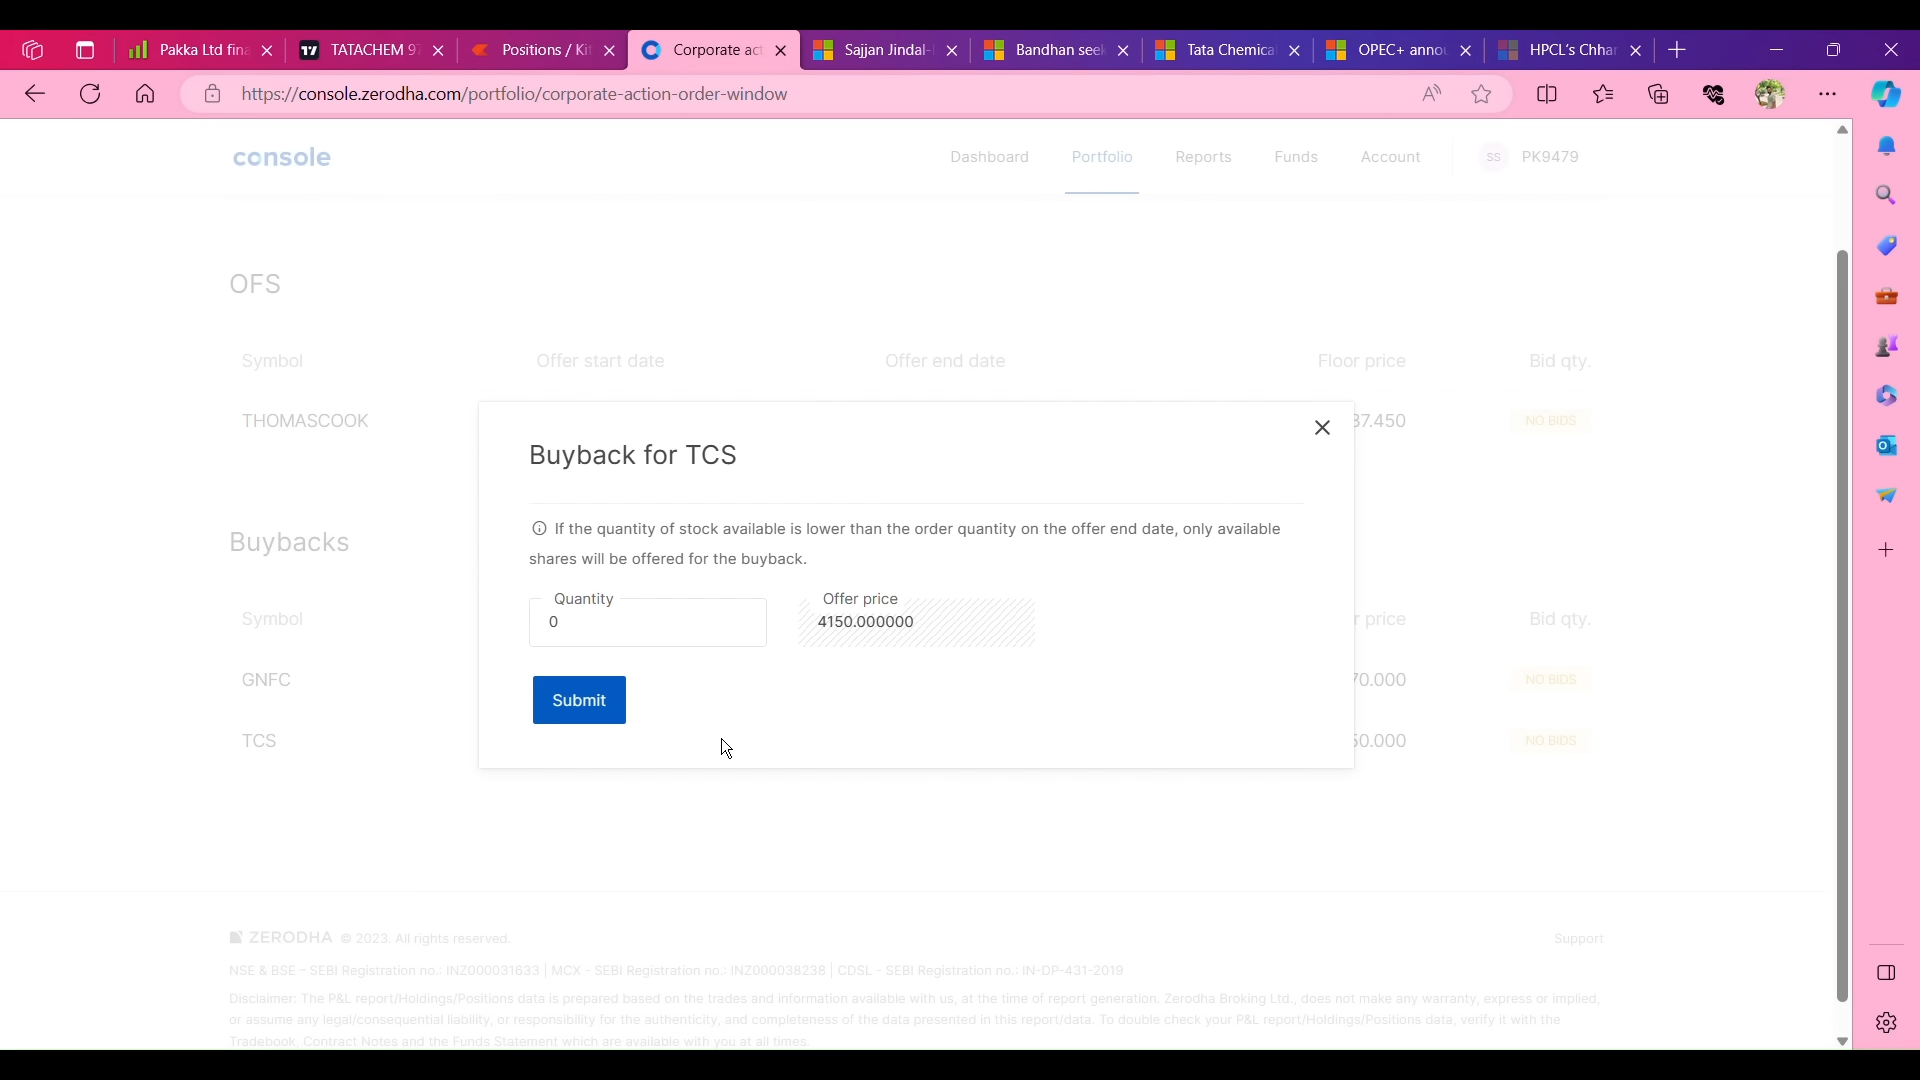 Pakka Ltd fina
TATACHEM 97
Positions / Kit
Corporate act
Sajjan Jindal-
Bandhan seek
Tata Chemica
OPEC+ annou
HPCL's Chhar
https://console.zerodha.com/portfolio/corporate-action-order-window
console
Dashboard
Portfolio
Reports
Funds
Account
SS
PK9479
OFS
Symbol
Offer start date
Offer end date
Floor price
Bid qty.
THOMASCOOK
37.450
NO BIDS
Buyback for TCS
If the quantity of stock available is lower than the order quantity on the offer end date, only available
shares will be offered for the buyback.
Quantity
0
Offer price
4150.000000
Submit
Buybacks
Symbol
r price
Bid qty.
GNFC
70.000
NO BIDS
TCS
50.000
NO BIDS
ZERODHA © 2023. All rights reserved.
Support
NSE & BSE – SEBI Registration no.: INZ000031633 | MCX - SEBI Registration no.: INZ000038238 | CDSL - SEBI Registration no.: IN-DP-431-2019
Disclaimer: The P&L report/Holdings/Positions data is prepared based on the trades and information available with us, at the time of report generation. Zerodha Broking Ltd., does not make any warranty, express or implied,
or assume any legal/consequential liability, or responsibility for the authenticity, and completeness of the data presented in this report/data. To double check your P&L report/Holdings/Positions data, verify it with the
Tradebook, Contract Notes and the Funds Statement which are available with you at all times.